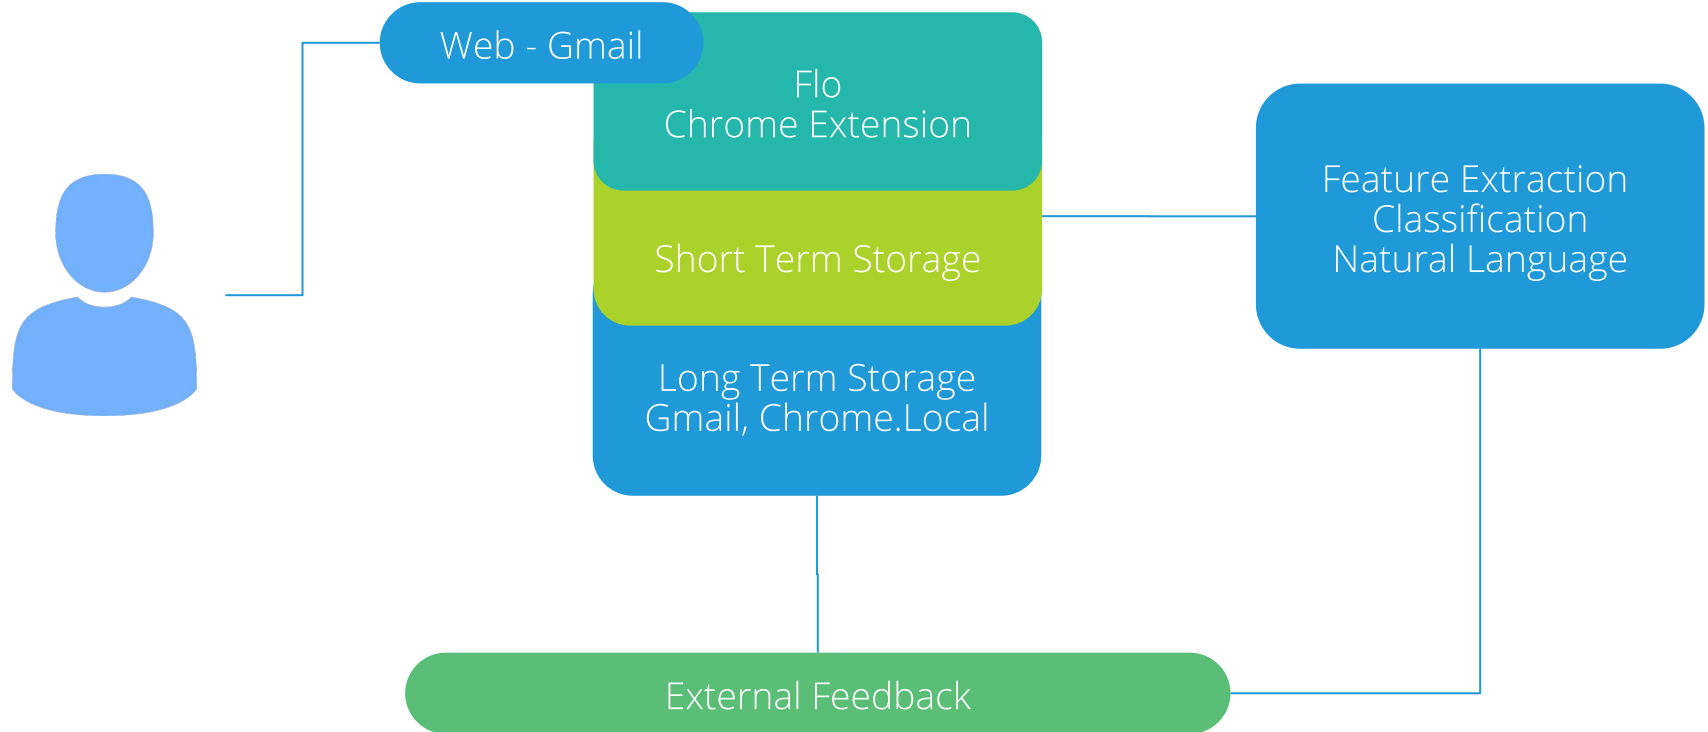 Web - Gmail
Flo
Chrome Extension
Short Term Storage
Long Term Storage
Gmail, Chrome.Local
Feature Extraction
Classification
Natural Language
External Feedback